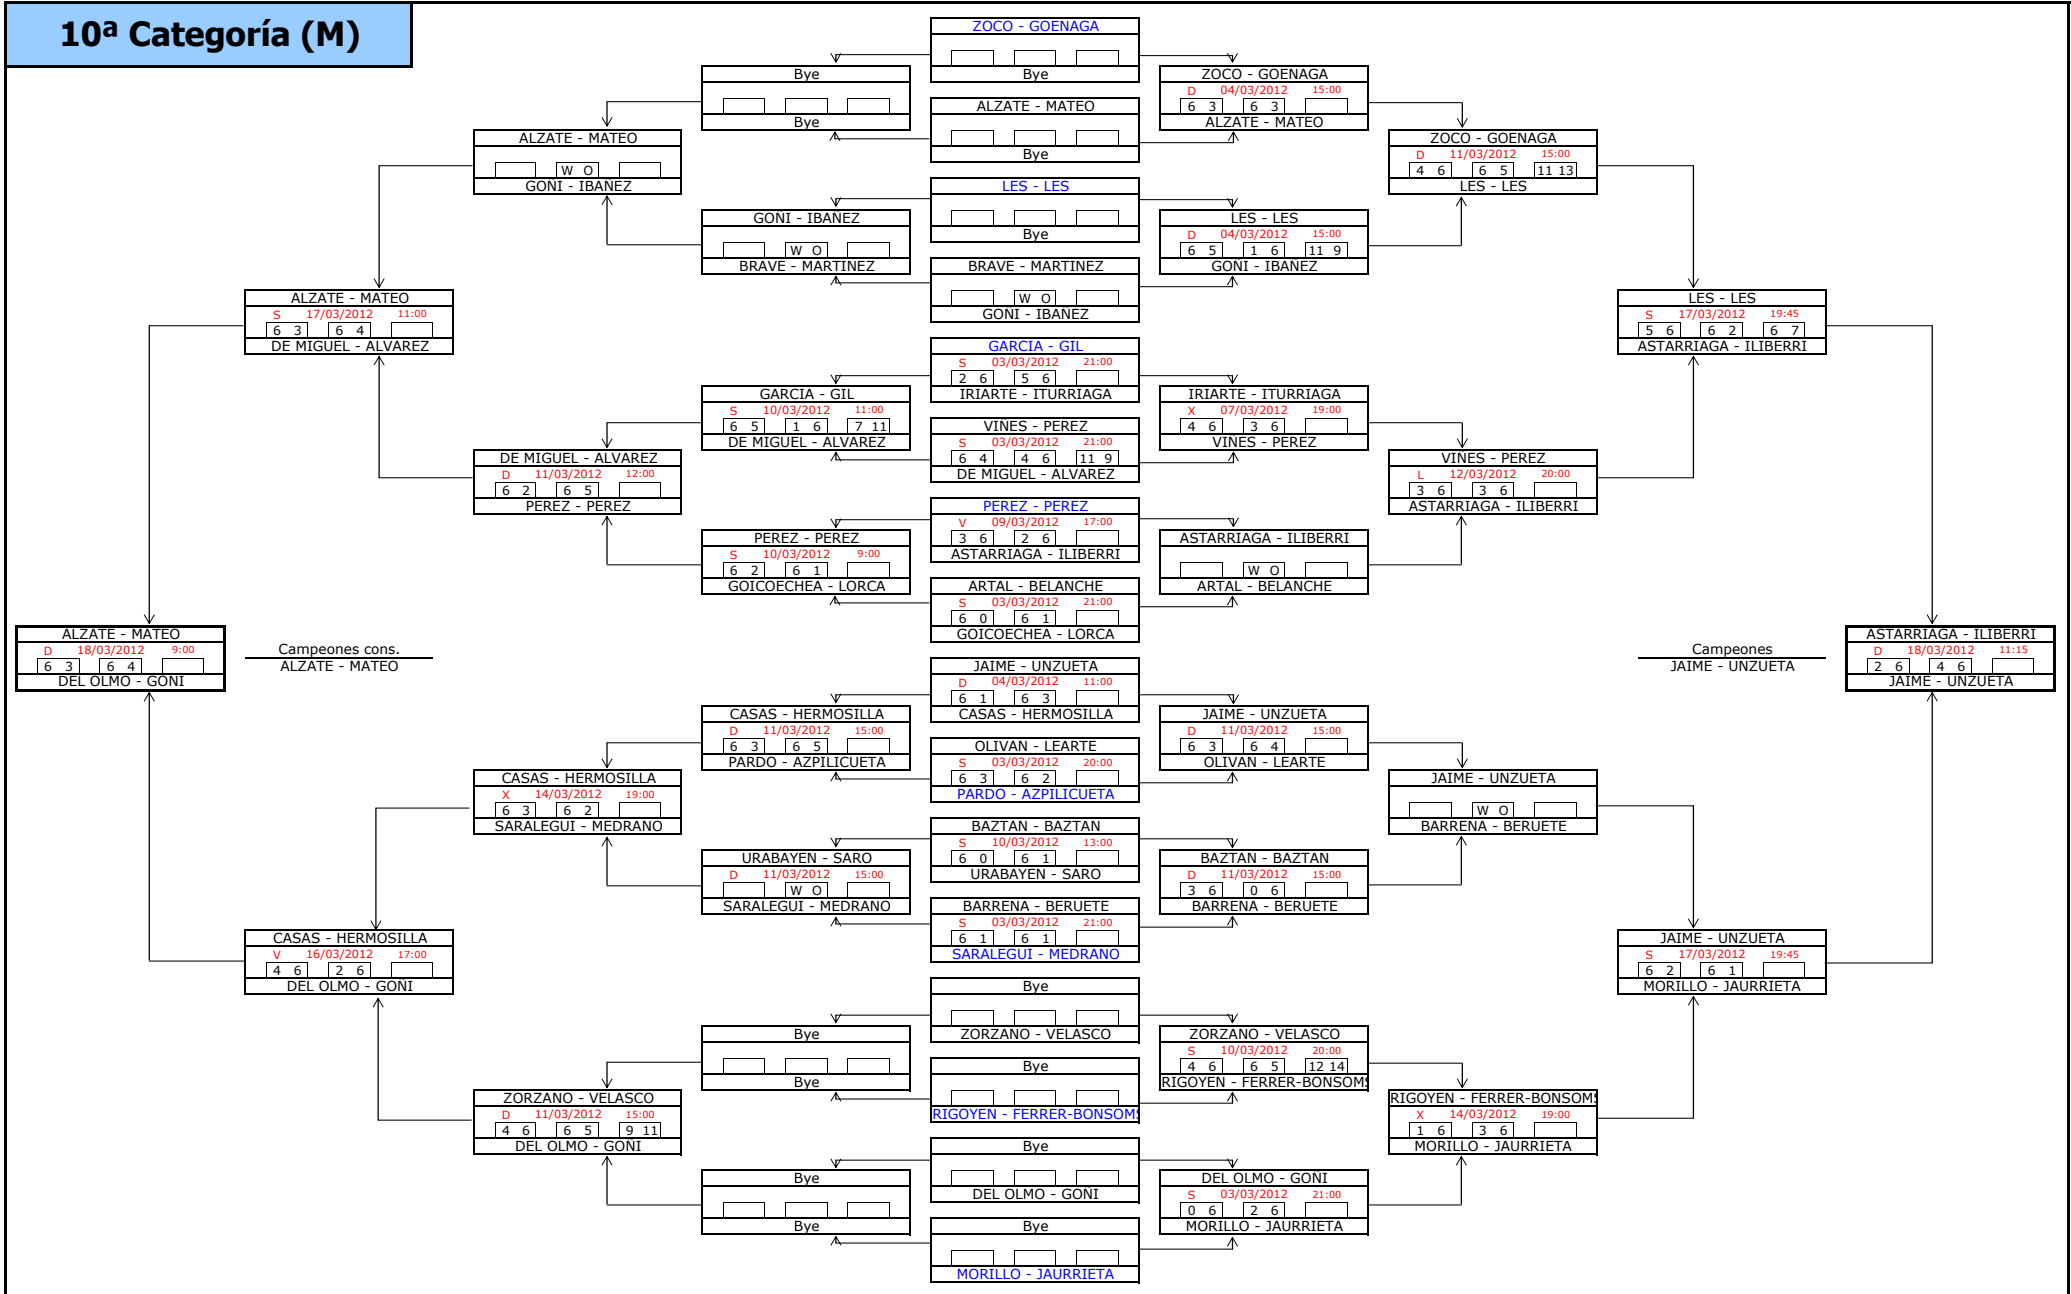 10ª Categoría (M)
ZOCO - GOENAGA
Bye
ALZATE - MATEO
Bye
LES - LES
Bye
BRAVE - MARTINEZ
W O
GOÑI - IBAÑEZ
GARCIA - GIL
S 03/03/2012 21:00
2 6 5 6
IRIARTE - ITURRIAGA
VIÑES - PEREZ
S 03/03/2012 21:00
6 4 4 6 11 9
DE MIGUEL - ALVAREZ
PEREZ - PEREZ
V 09/03/2012 17:00
3 6 2 6
ASTARRIAGA - ILIBERRI
ARTAL - BELANCHE
S 03/03/2012 21:00
6 0 6 1
GOICOECHEA - LORCA
JAIME - UNZUETA
D 04/03/2012 11:00
6 1 6 3
CASAS - HERMOSILLA
OLIVAN - LEARTE
S 03/03/2012 20:00
6 3 6 2
PARDO - AZPILICUETA
BAZTAN - BAZTAN
S 10/03/2012 13:00
6 0 6 1
URABAYEN - SARO
BARRENA - BERUETE
S 03/03/2012 21:00
6 1 6 1
SARALEGUI - MEDRANO
Bye
ZORZANO - VELASCO
Bye
RIGOYEN - FERRER-BONSOMS
Bye
DEL OLMO - GOÑI
Bye
MORILLO - JAURRIETA
Bye
Bye
GOÑI - IBAÑEZ
W O
BRAVE - MARTINEZ
GARCIA - GIL
S 10/03/2012 11:00
6 5 1 6 7 11
DE MIGUEL - ALVAREZ
PEREZ - PEREZ
S 10/03/2012 9:00
6 2 6 1
GOICOECHEA - LORCA
CASAS - HERMOSILLA
D 11/03/2012 15:00
6 3 6 5
PARDO - AZPILICUETA
URABAYEN - SARO
D 11/03/2012 15:00
W O
SARALEGUI - MEDRANO
Bye
Bye
Bye
Bye
ALZATE - MATEO
W O
GOÑI - IBAÑEZ
DE MIGUEL - ALVAREZ
D 11/03/2012 12:00
6 2 6 5
PEREZ - PEREZ
CASAS - HERMOSILLA
X 14/03/2012 19:00
6 3 6 2
SARALEGUI - MEDRANO
ZORZANO - VELASCO
D 11/03/2012 15:00
4 6 6 5 9 11
DEL OLMO - GOÑI
ALZATE - MATEO
S 17/03/2012 11:00
6 3 6 4
DE MIGUEL - ALVAREZ
CASAS - HERMOSILLA
V 16/03/2012 17:00
4 6 2 6
DEL OLMO - GOÑI
ALZATE - MATEO
D 18/03/2012 9:00
6 3 6 4
DEL OLMO - GOÑI
Campeones cons.
ALZATE - MATEO
ZOCO - GOENAGA
D 04/03/2012 15:00
6 3 6 3
ALZATE - MATEO
LES - LES
D 04/03/2012 15:00
6 5 1 6 11 9
GOÑI - IBAÑEZ
IRIARTE - ITURRIAGA
X 07/03/2012 19:00
4 6 3 6
VIÑES - PEREZ
ASTARRIAGA - ILIBERRI
W O
ARTAL - BELANCHE
JAIME - UNZUETA
D 11/03/2012 15:00
6 3 6 4
OLIVAN - LEARTE
BAZTAN - BAZTAN
D 11/03/2012 15:00
3 6 0 6
BARRENA - BERUETE
ZORZANO - VELASCO
S 10/03/2012 20:00
4 6 6 5 12 14
RIGOYEN - FERRER-BONSOMS
DEL OLMO - GOÑI
S 03/03/2012 21:00
0 6 2 6
MORILLO - JAURRIETA
ZOCO - GOENAGA
D 11/03/2012 15:00
4 6 6 5 11 13
LES - LES
VIÑES - PEREZ
L 12/03/2012 20:00
3 6 3 6
ASTARRIAGA - ILIBERRI
JAIME - UNZUETA
W O
BARRENA - BERUETE
RIGOYEN - FERRER-BONSOMS
X 14/03/2012 19:00
1 6 3 6
MORILLO - JAURRIETA
LES - LES
S 17/03/2012 19:45
5 6 6 2 6 7
ASTARRIAGA - ILIBERRI
JAIME - UNZUETA
S 17/03/2012 19:45
6 2 6 1
MORILLO - JAURRIETA
Campeones
JAIME - UNZUETA
ASTARRIAGA - ILIBERRI
D 18/03/2012 11:15
2 6 4 6
JAIME - UNZUETA